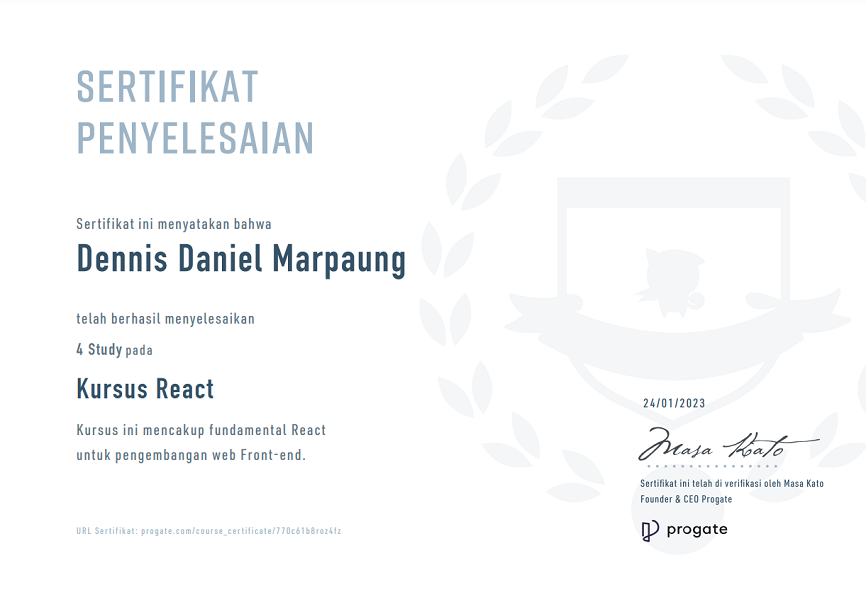 SERTIFIKAT
PENYELESAIAN
Sertifikat ini menyatakan bahwa
Dennis Daniel Marpaung
telah berhasil menyelesaikan
4 Study pada
Kursus React
Kursus ini mencakup fundamental React
untuk pengembangan web Front-end.
24/01/2023
Masa Kato
Sertifikat ini telah di verifikasi oleh Masa Kato
Founder & CEO Progate
progate
URL Sertifikat: progate.com/course_certificate/770c61b8roz4fz